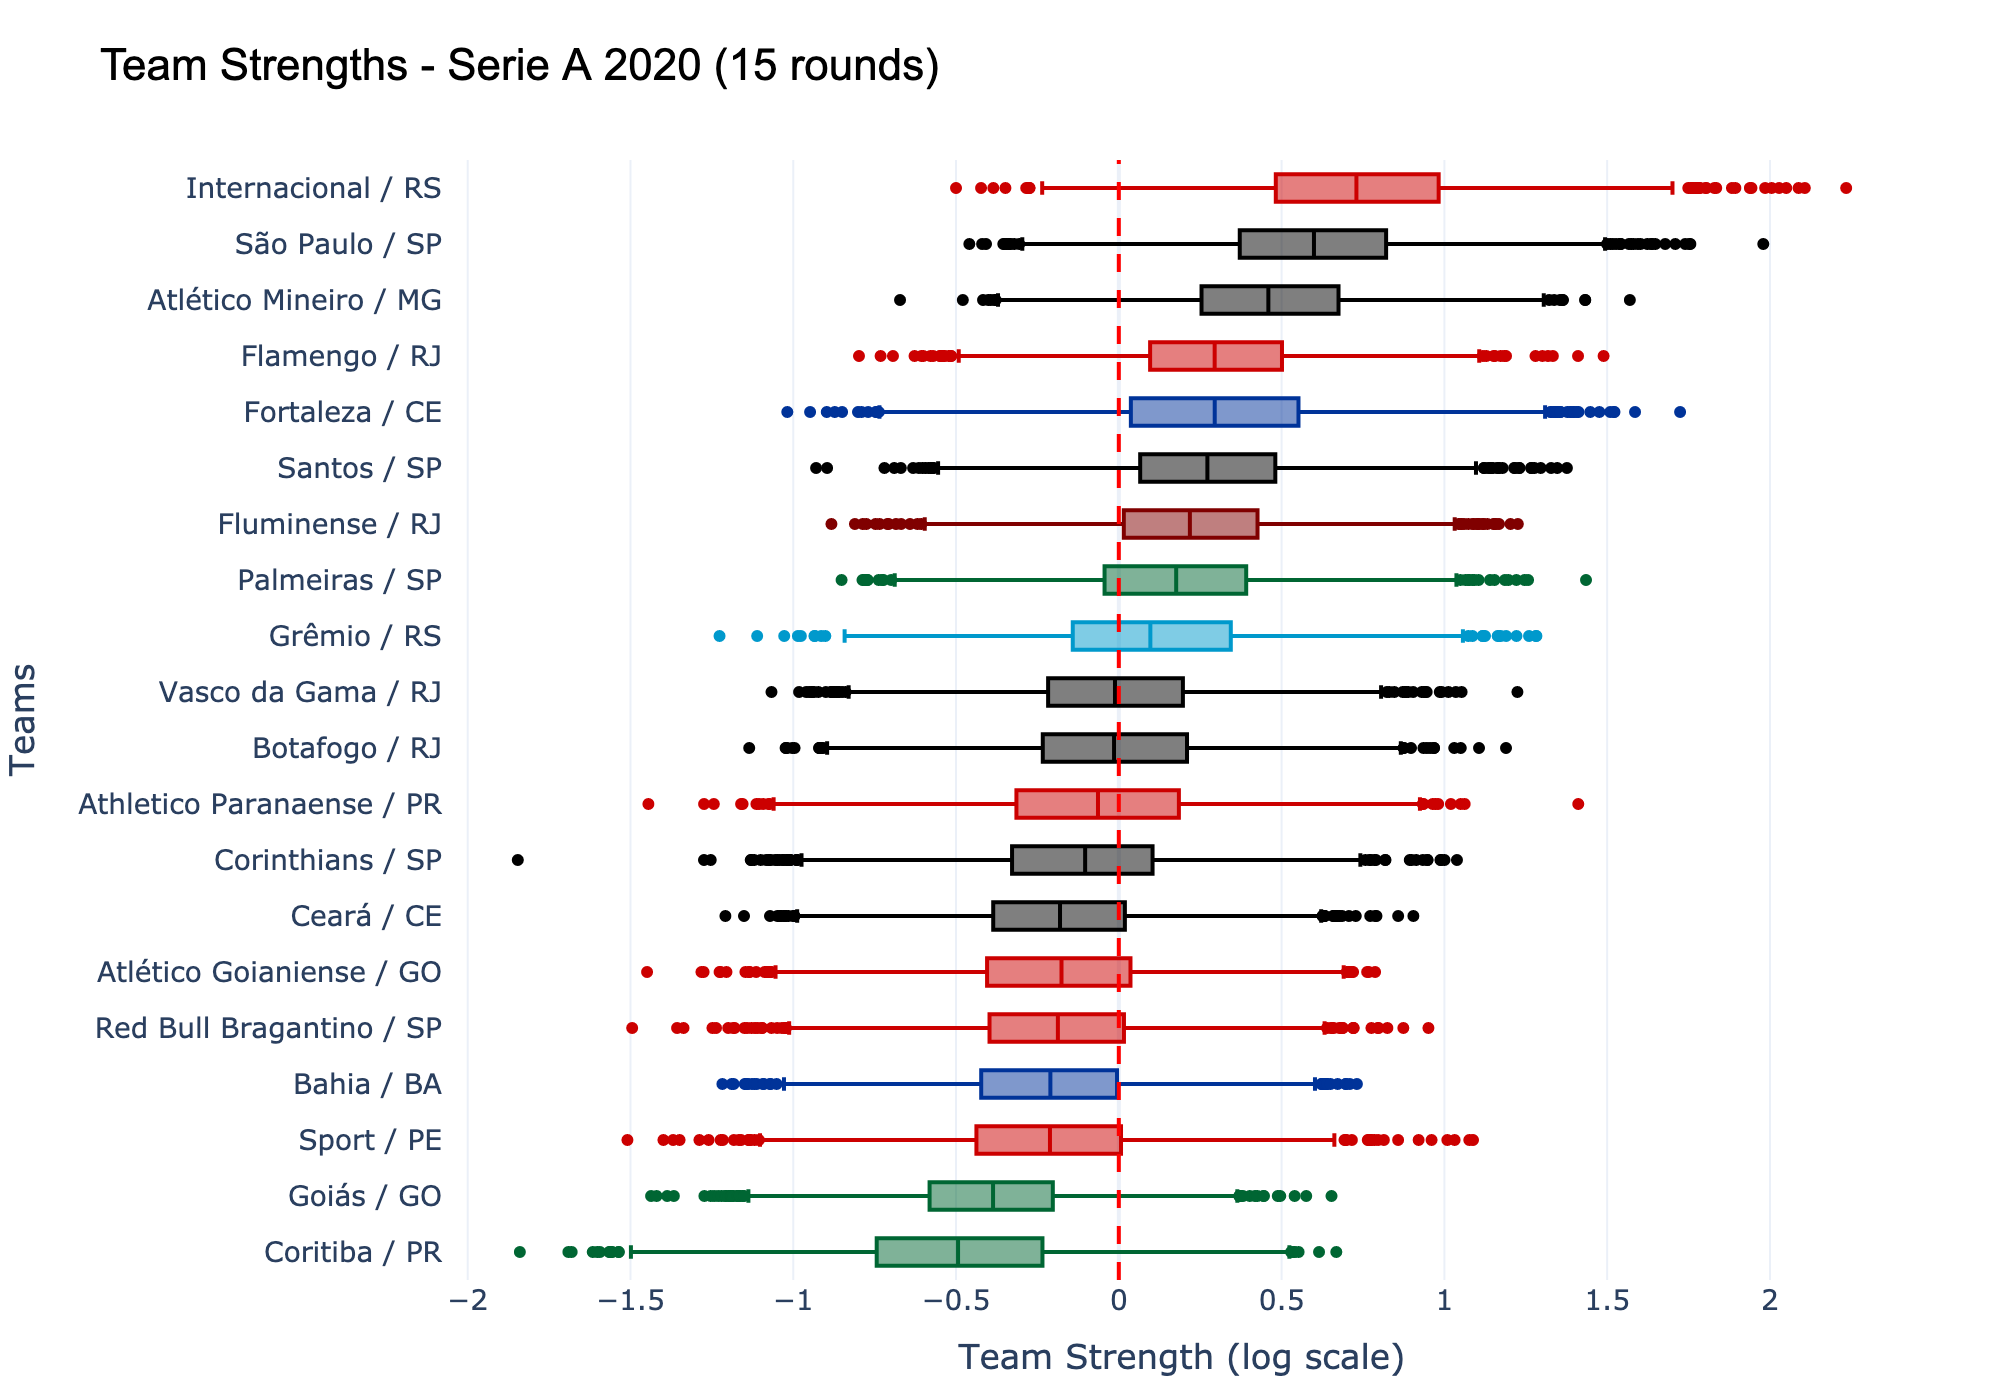 Team Strengths - Serie A 2020 (15 rounds)
Internacional / RS
São Paulo / SP
Atlético Mineiro / MG
Flamengo / RJ
Fortaleza / CE
Santos / SP
Fluminense / RJ
Palmeiras / SP
Grêmio / RS
Vasco da Gama / RJ
Botafogo / RJ
Athletico Paranaense / PR
Corinthians / SP
Ceará / CE
Atlético Goianiense / GO
Red Bull Bragantino / SP
Bahia / BA
Sport / PE
Goiás / GO
Coritiba / PR
Teams
−2 −1.5 −1 −0.5 0 0.5 1 1.5 2
Team Strength (log scale)